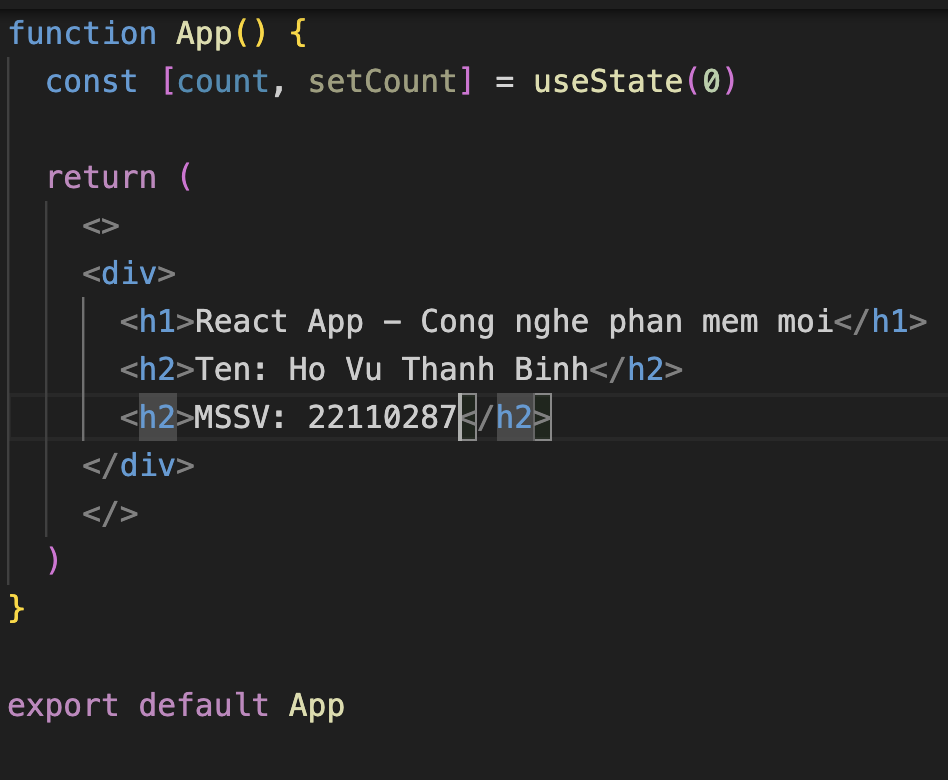 function App() {
  const [count, setCount] = useState(0)
  return (
    <>
    <div>
      <h1>React App – Cong nghe phan mem moi</h1>
      <h2>Ten: Ho Vu Thanh Binh</h2>
      <h2>MSSV: 22110287</h2>
    </div>
    </>
  )
}
export default App